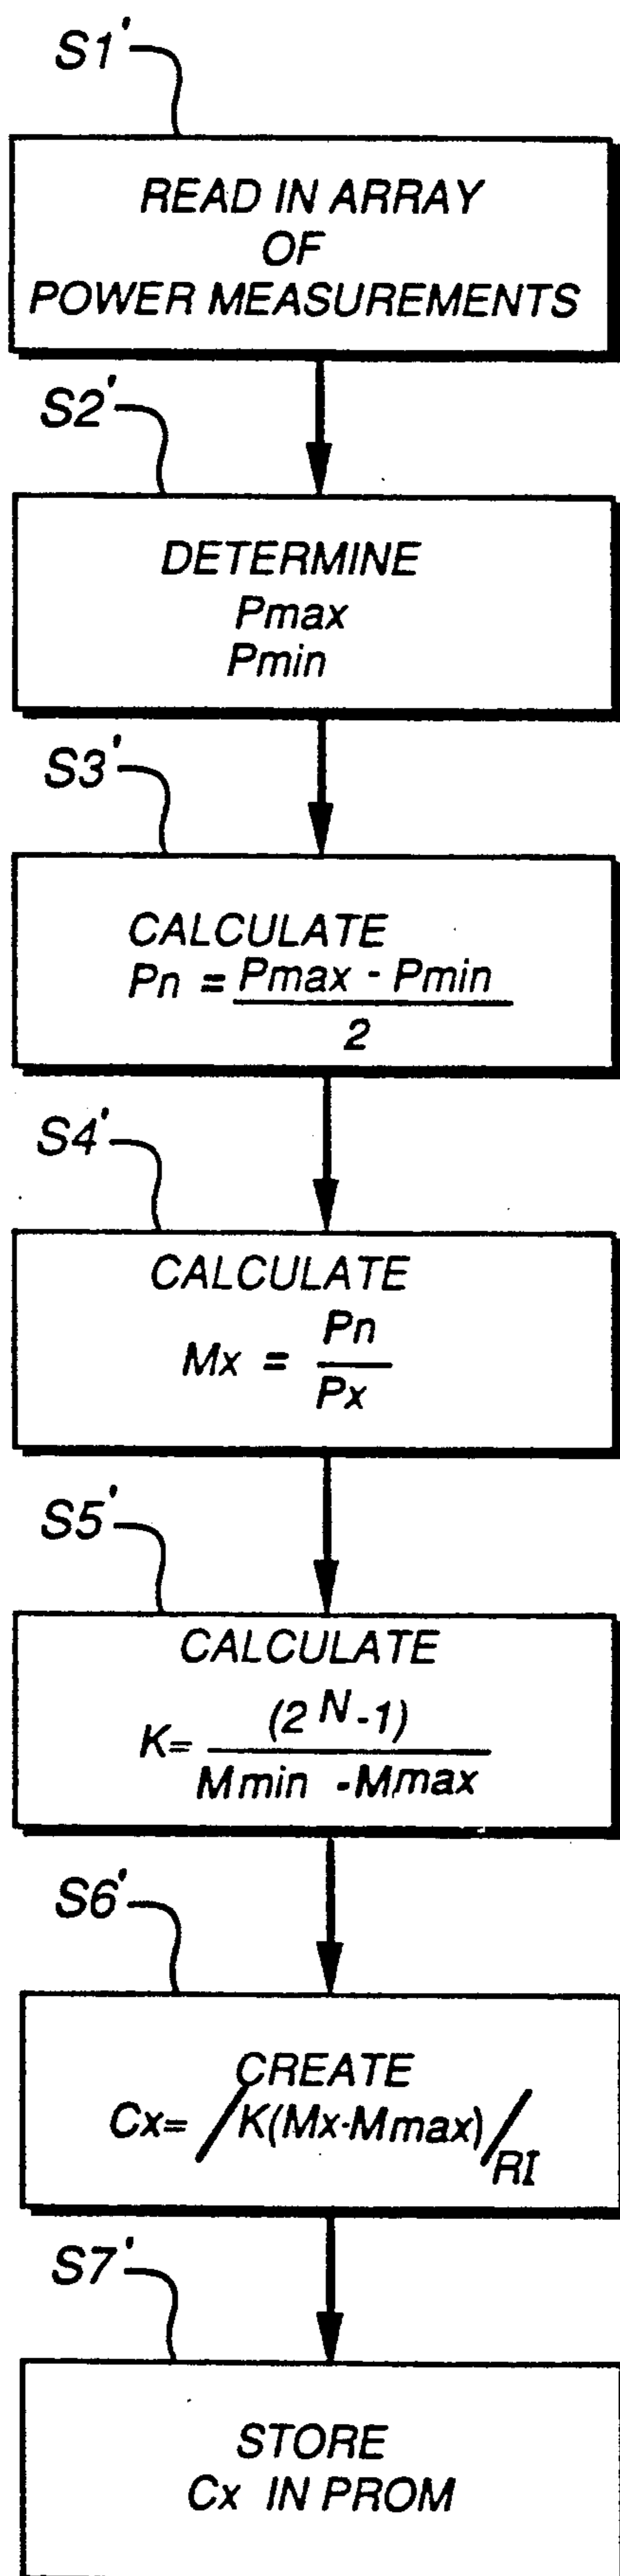 S1'
READ IN ARRAY
OF
POWER MEASUREMENTS
S2'
DETERMINE
Pmax
Pmin
S3'
CALCULATE
Pn = Pmax - Pmin
2
S4'
CALCULATE
Mx = Pn
Px
S5'
CALCULATE
K= (2 N -1)
Mmin - Mmax
S6'
CREATE
Cx= /K(Mx-Mmax)/RI
S7'
STORE
Cx IN PROM